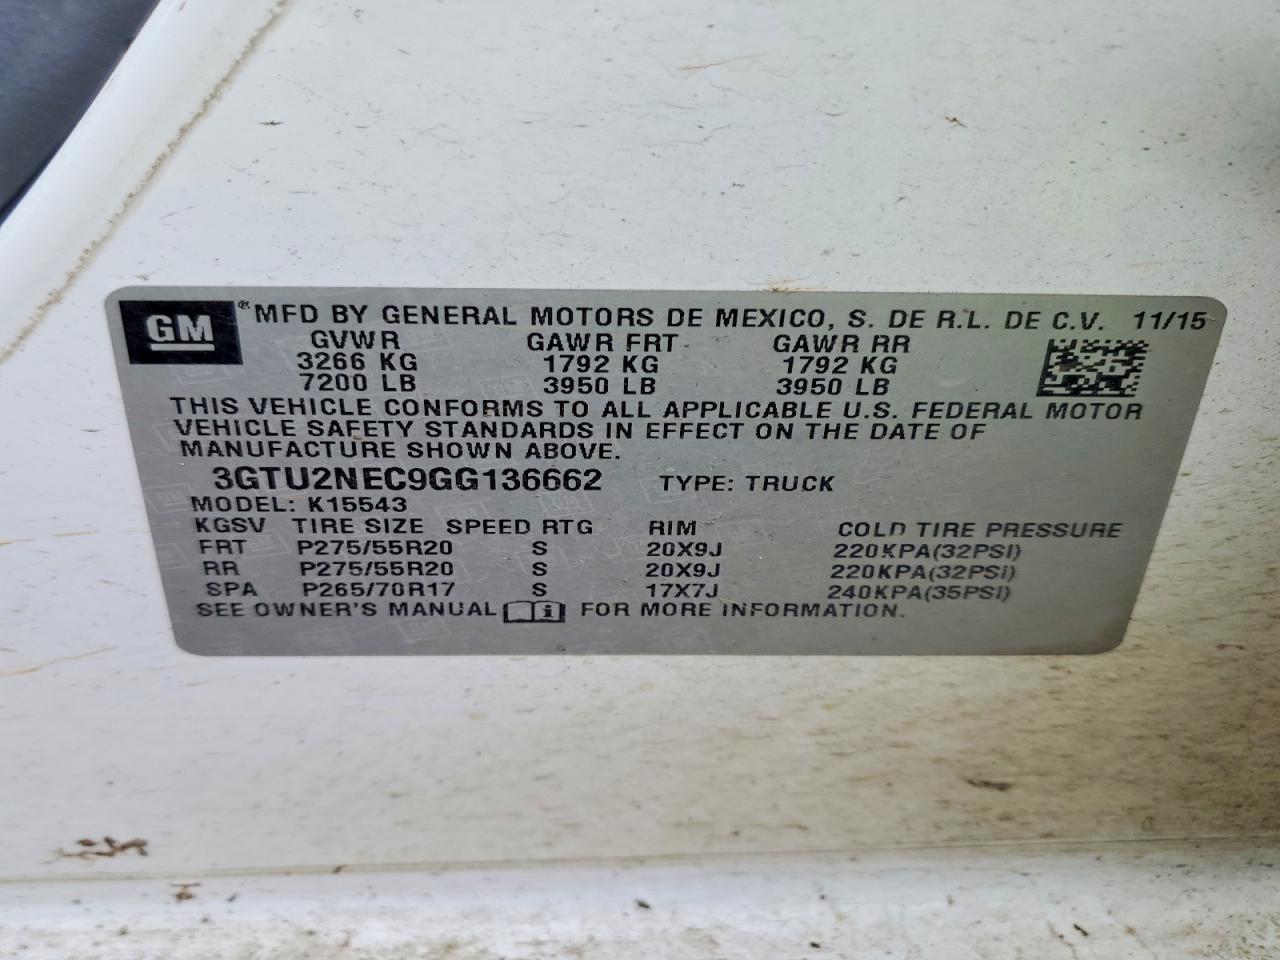 GM ® MFD BY GENERAL MOTORS DE MEXICO, S. DE R.L. DE C.V. 11/15
GVWR GAWR FRT GAWR RR
3266 KG 1792 KG 1792 KG
7200 LB 3950 LB 3950 LB
THIS VEHICLE CONFORMS TO ALL APPLICABLE U.S. FEDERAL MOTOR
VEHICLE SAFETY STANDARDS IN EFFECT ON THE DATE OF
MANUFACTURE SHOWN ABOVE.
3GTU2NEC9GG136662 TYPE: TRUCK
MODEL: K15543
KGSV TIRE SIZE SPEED RTG RIM COLD TIRE PRESSURE
FRT P275/55R20 S 20X9J 220KPA(32PSI)
RR P275/55R20 S 20X9J 220KPA(32PSI)
SPA P265/70R17 S 17X7J 240KPA(35PSI)
SEE OWNER'S MANUAL i FOR MORE INFORMATION.